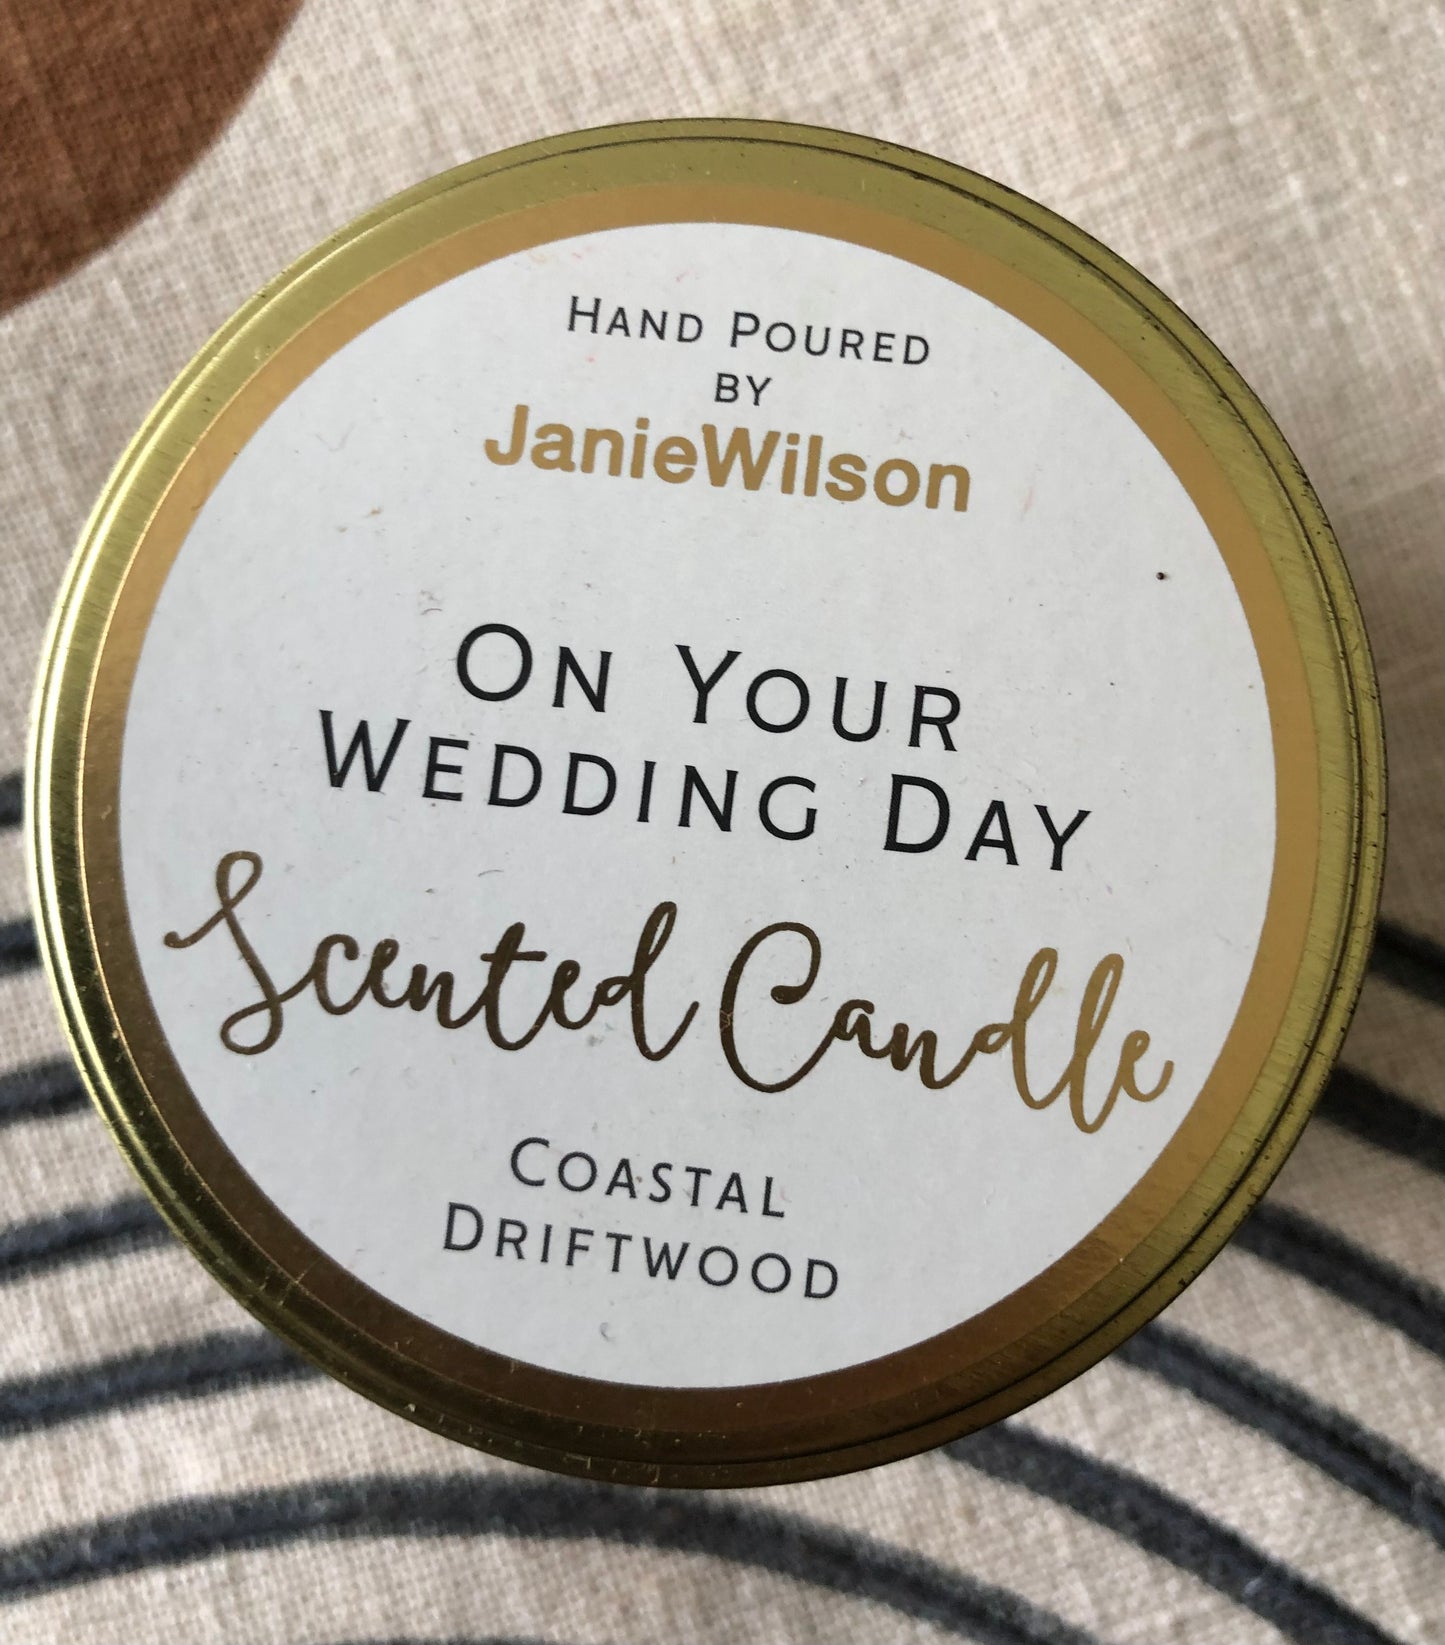 Hand Poured
by
JanieWilson
On Your
Wedding Day
Scented Candle
Coastal
Driftwood